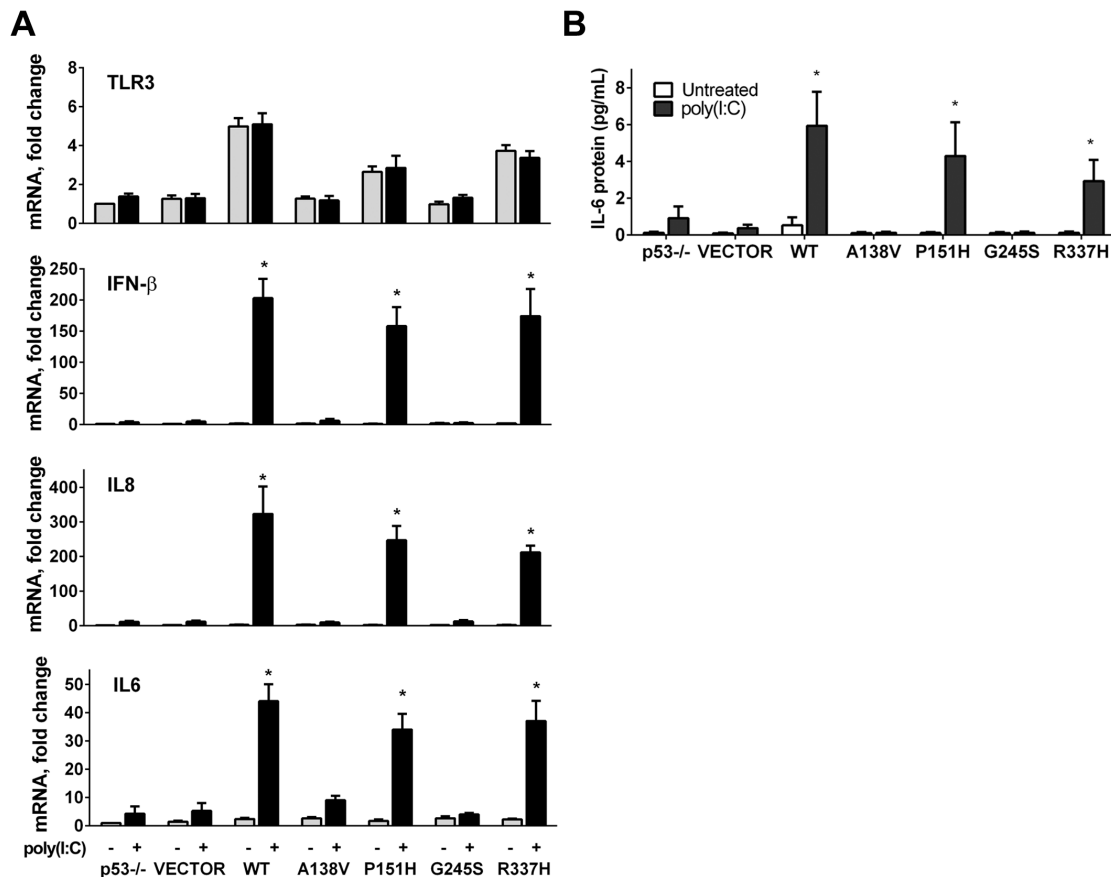 A
TLR3
mRNA, fold change
8
6
4
2
0
IFN-β
mRNA, fold change
250
200
150
100
50
0
* * *
IL8
mRNA, fold change
400
300
200
100
0
* * *
IL6
mRNA, fold change
50
40
30
20
10
0
* * *
poly(I:C) - + - + - + - + - + - + - +
p53-/- VECTOR WT A138V P151H G245S R337H
B
IL-6 protein (pg/mL)
8
6
4
2
0
Untreated
poly(I:C)
* * *
p53-/- VECTOR WT A138V P151H G245S R337H